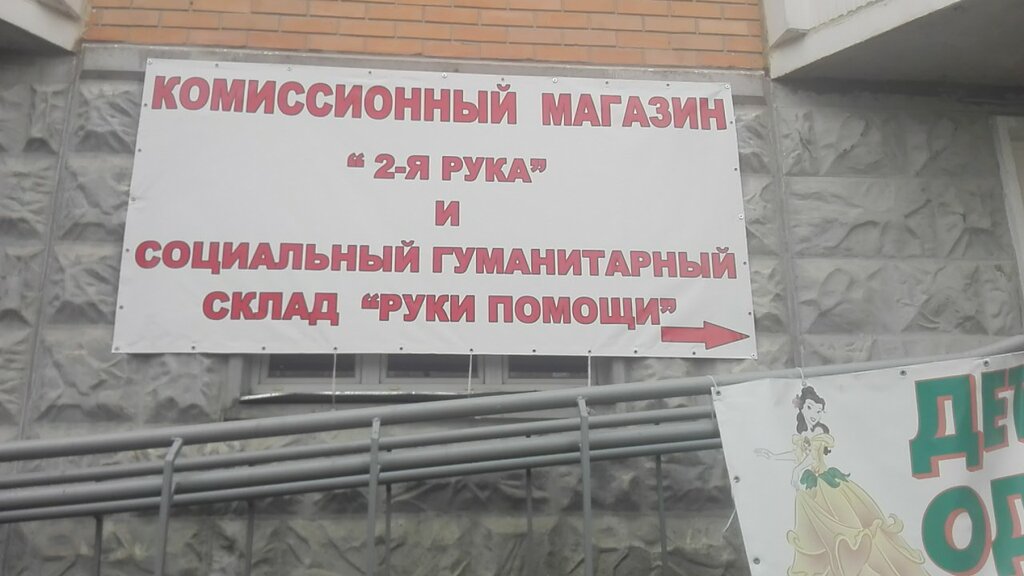 КОМИССИОННЫЙ МАГАЗИН
“ 2-Я РУКА”
И
СОЦИАЛЬНЫЙ ГУМАНИТАРНЫЙ
СКЛАД “РУКИ ПОМОЩИ”